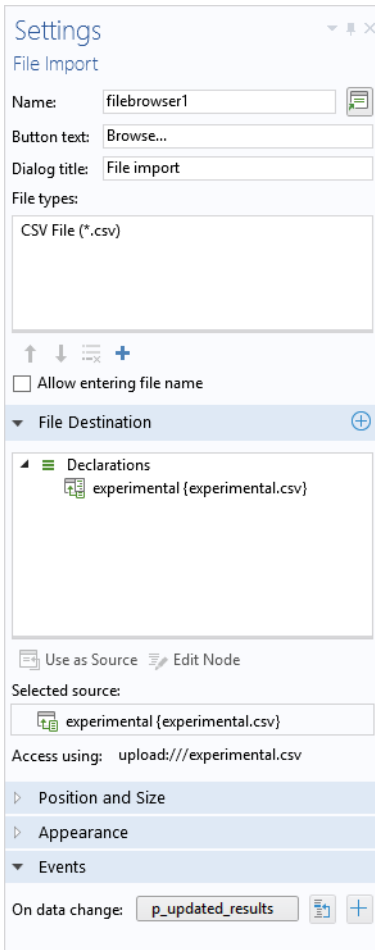 Settings
File Import
Name: filebrowser1
Button text: Browse...
Dialog title: File import
File types:
CSV File (*.csv)
Allow entering file name
File Destination
Declarations
experimental {experimental.csv}
Use as Source Edit Node
Selected source:
experimental {experimental.csv}
Access using: upload:///experimental.csv
Position and Size
Appearance
Events
On data change: p_updated_results